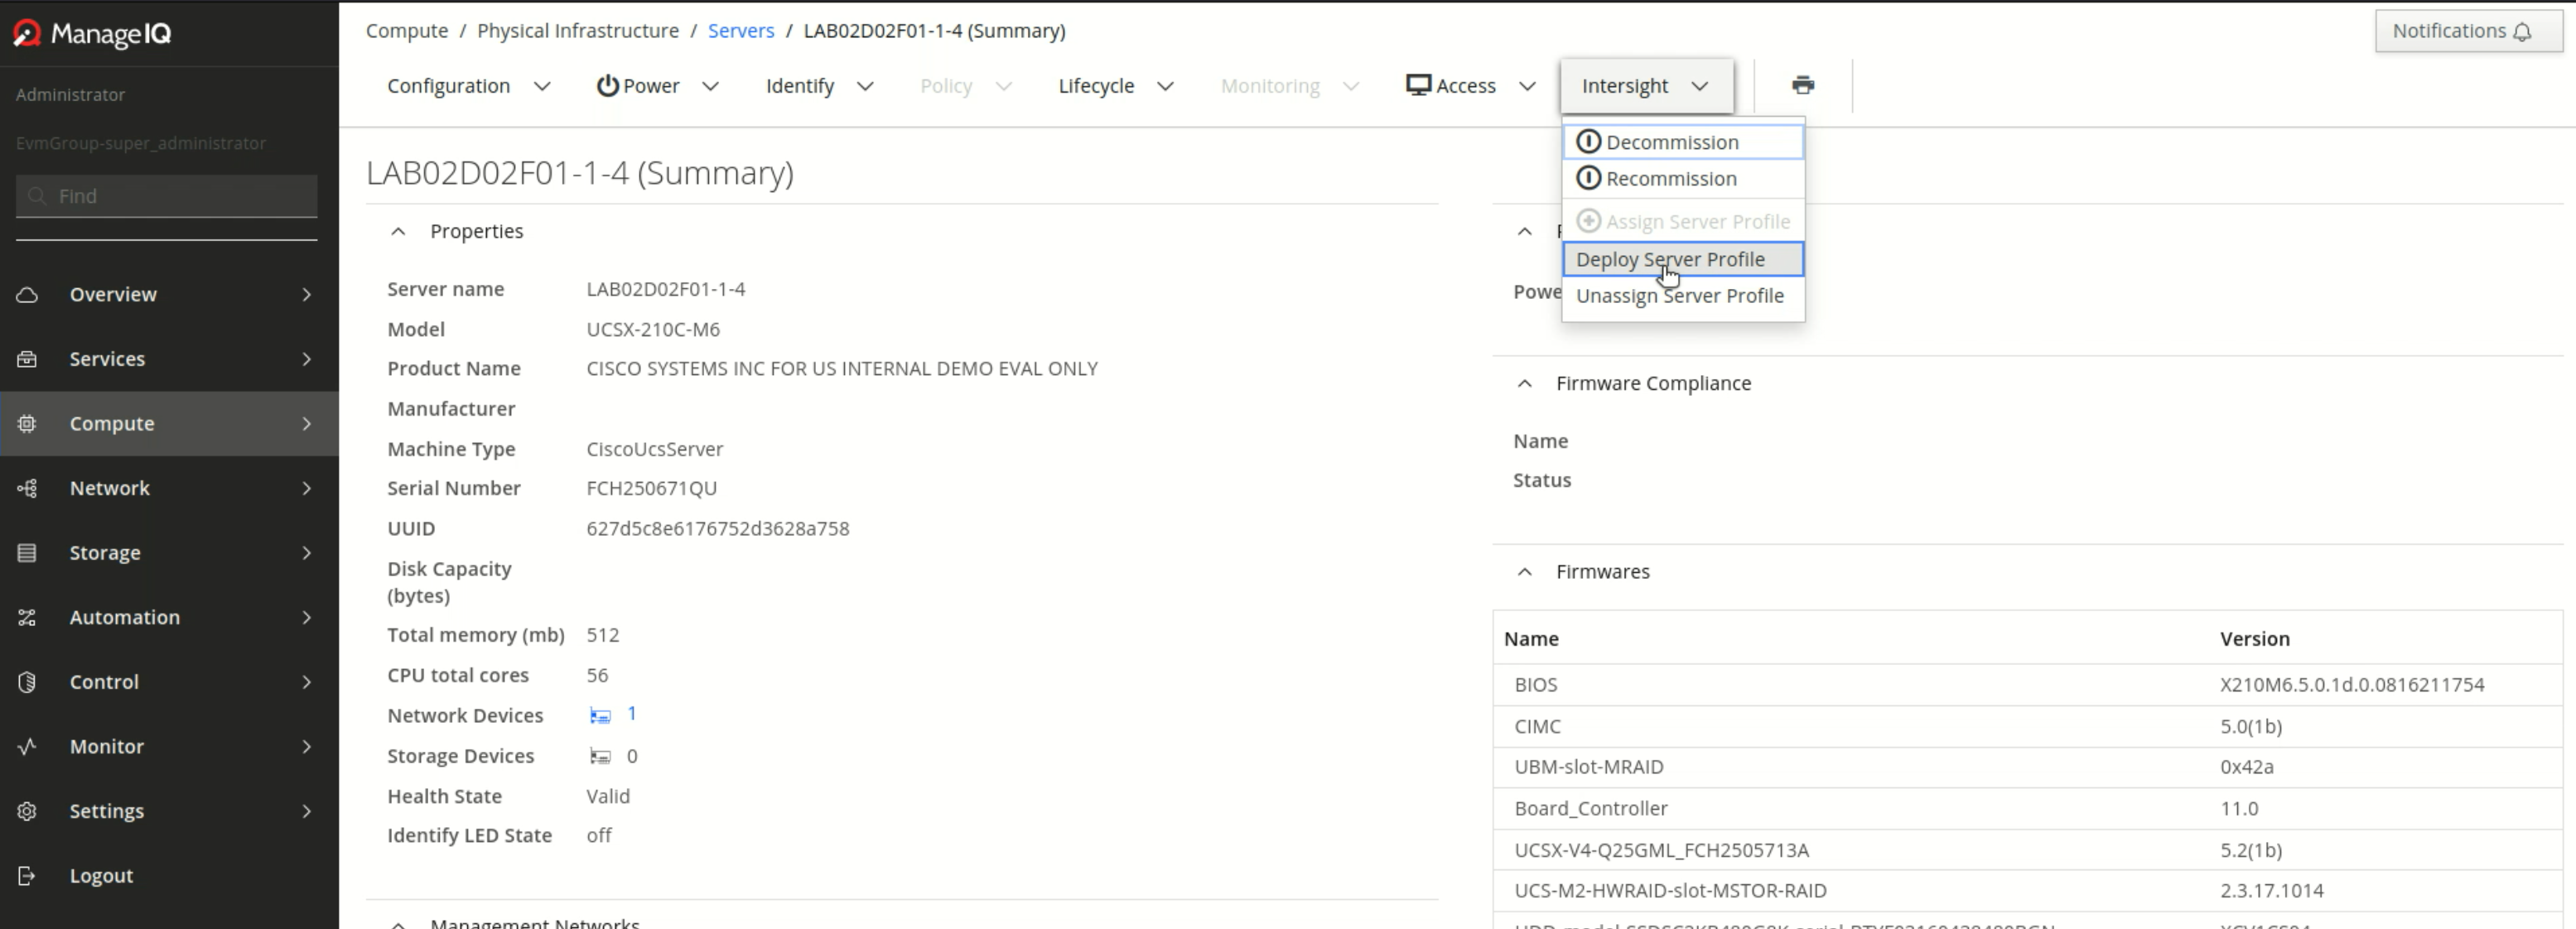 ManageIQ
Administrator
EvmGroup-super_administrator
Find
Overview
Services
Compute
Network
Storage
Automation
Control
Monitor
Settings
Logout
Compute / Physical Infrastructure / Servers / LAB02D02F01-1-4 (Summary)
Notifications
Configuration Power Identify Policy Lifecycle Monitoring Access Intersight
Decommission
Recommission
Assign Server Profile
Deploy Server Profile
Unassign Server Profile
LAB02D02F01-1-4 (Summary)
Properties
Server name LAB02D02F01-1-4
Model UCSX-210C-M6
Product Name CISCO SYSTEMS INC FOR US INTERNAL DEMO EVAL ONLY
Manufacturer
Machine Type CiscoUcsServer
Serial Number FCH250671QU
UUID 627d5c8e6176752d3628a758
Disk Capacity
(bytes)
Total memory (mb) 512
CPU total cores 56
Network Devices 1
Storage Devices 0
Health State Valid
Identify LED State off
Management Networks
Firmware Compliance
Name
Status
Firmwares
Name Version
BIOS X210M6.5.0.1d.0.0816211754
CIMC 5.0(1b)
UBM-slot-MRAID 0x42a
Board_Controller 11.0
UCSX-V4-Q25GML_FCH2505713A 5.2(1b)
UCS-M2-HWRAID-slot-MSTOR-RAID 2.3.17.1014